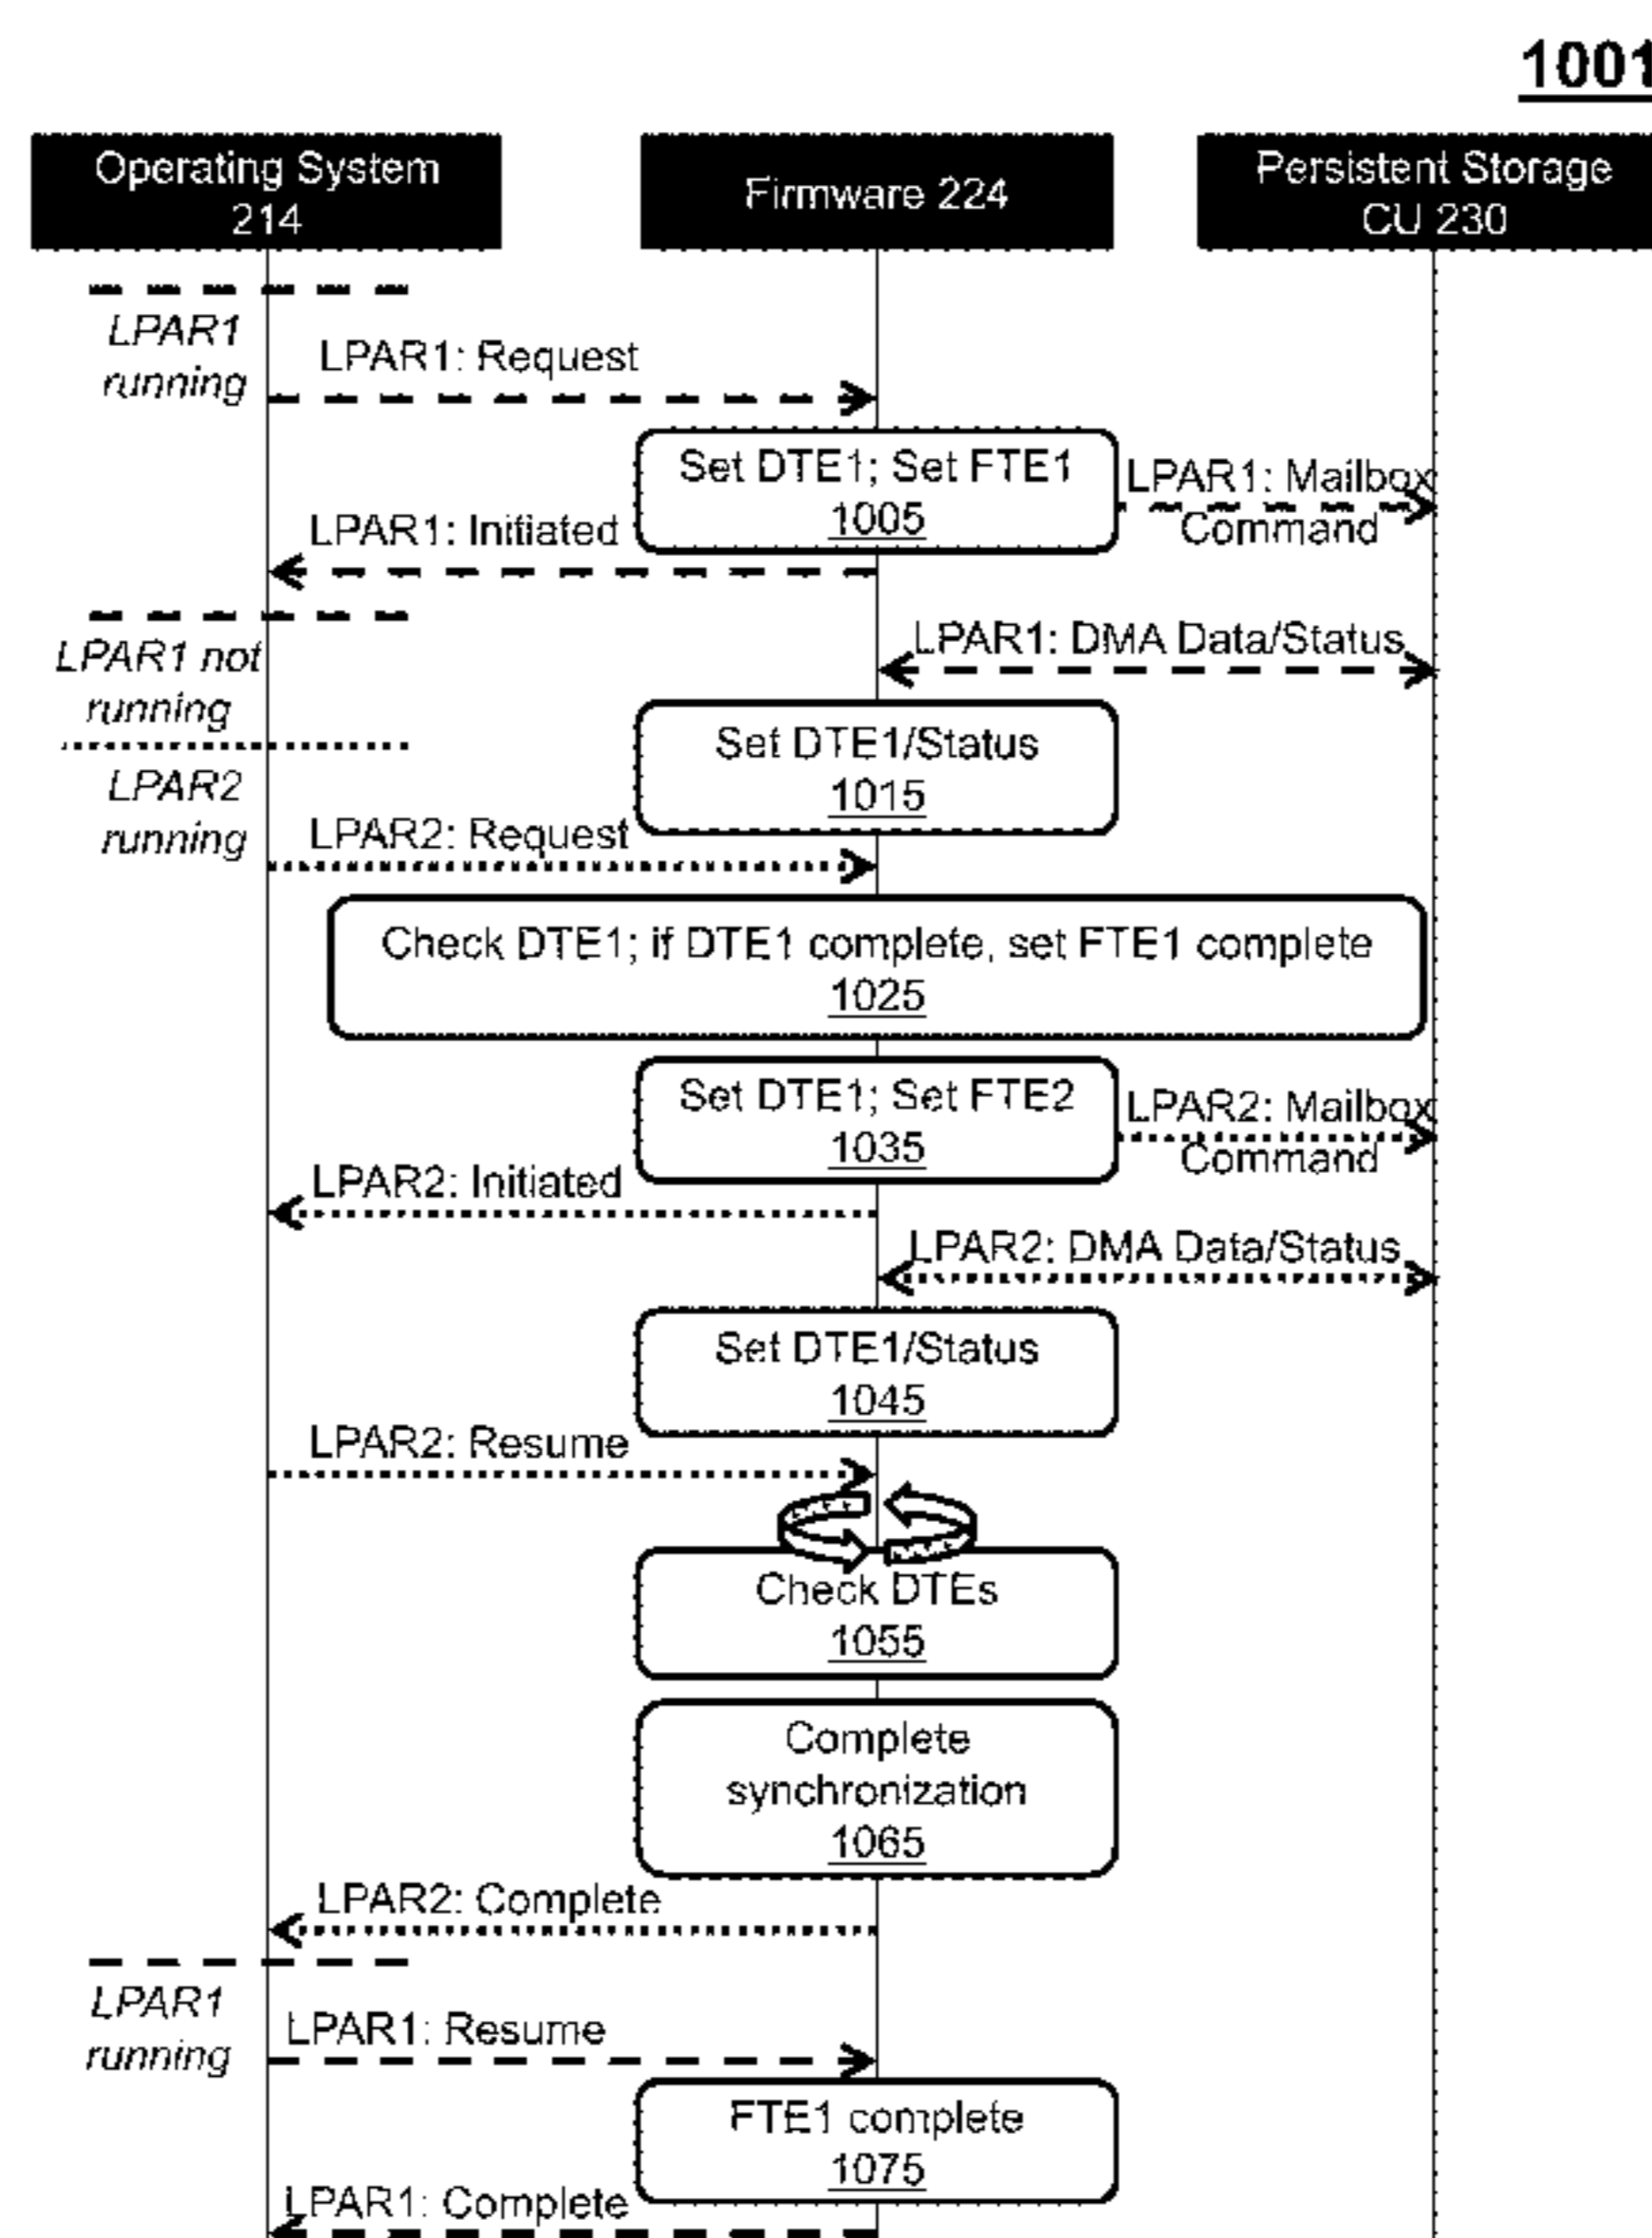 1001
Operating System
214
Firmware 224
Persistent Storage
CU 230
LPAR1
running
LPAR1: Request
Set DTE1; Set FTE1
1005
LPAR1: Mailbox
Command
LPAR1: Initiated
LPAR1 not
running
LPAR1: DMA Data/Status
Set DTE1/Status
1015
LPAR2
running
LPAR2: Request
Check DTE1; if DTE1 complete, set FTE1 complete
1025
Set DTE1; Set FTE2
1035
LPAR2: Mailbox
Command
LPAR2: Initiated
LPAR2: DMA Data/Status
Set DTE1/Status
1045
LPAR2: Resume
Check DTEs
1055
Complete
synchronization
1065
LPAR2: Complete
LPAR1
running
LPAR1: Resume
FTE1 complete
1075
LPAR1: Complete